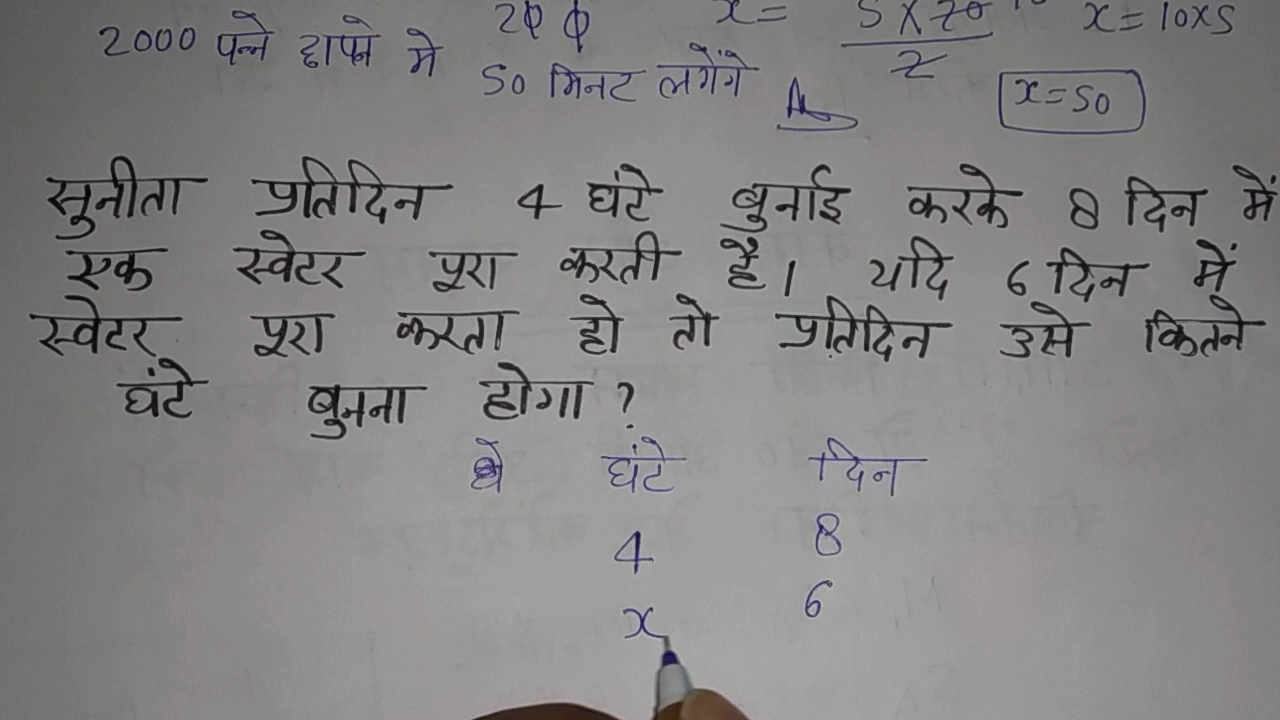 x = 5 × 20 / 2 x = 10×5
2000 पन्ने छापने मे 50 मिनट लगेंगे
x = 50
सुनीता प्रतिदिन 4 घंटे बुनाई करके 8 दिन में
एक स्वेटर पूरा करती है। यदि 6 दिन में
स्वेटर पूरा करता हो तो प्रतिदिन उसे कितने
घंटे बुनना होगा ?
घंटे दिन
4 8
x 6